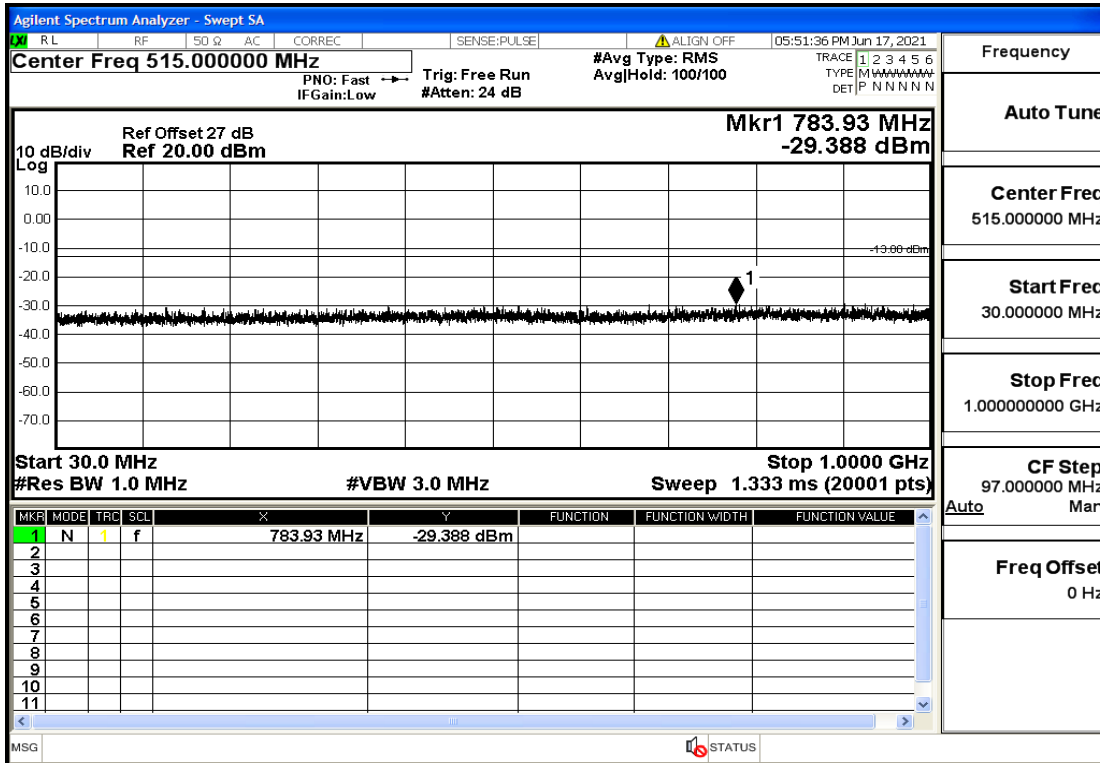 Agilent Spectrum Analyzer - Swept SA
LXI RL RF 50 Ω AC CORREC SENSE:PULSE ALIGN OFF 05:51:36 PM Jun 17, 2021
Center Freq 515.000000 MHz
PNO: Fast
IFGain:Low
Trig: Free Run
#Atten: 24 dB
#Avg Type: RMS
Avg|Hold: 100/100
TRACE 1 2 3 4 5 6
TYPE M
DET P N N N N N
Ref Offset 27 dB
10 dB/div Ref 20.00 dBm
Log
Mkr1 783.93 MHz
-29.388 dBm
10.0
0.00
-10.0
-13.00 dBm
-20.0
1
-30.0
-40.0
-50.0
-60.0
-70.0
Start 30.0 MHz Stop 1.0000 GHz
#Res BW 1.0 MHz #VBW 3.0 MHz Sweep 1.333 ms (20001 pts)
MKR MODE TRC SCL X Y FUNCTION FUNCTION WIDTH FUNCTION VALUE
1 N 1 f 783.93 MHz -29.388 dBm
2
3
4
5
6
7
8
9
10
11
MSG STATUS
Frequency
Auto Tune
Center Freq
515.000000 MHz
Start Freq
30.000000 MHz
Stop Freq
1.000000000 GHz
CF Step
97.000000 MHz
Auto Man
Freq Offset
0 Hz